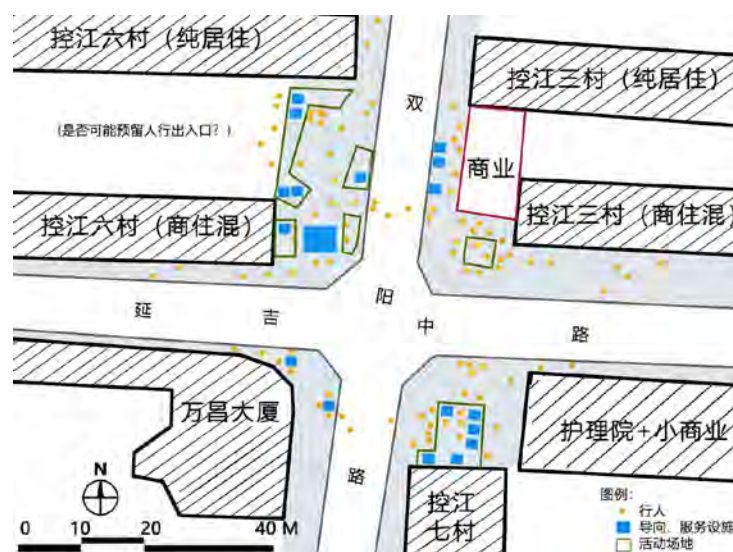 控江六村（纯居住）
控江三村（纯居住）
双
（是否可能预留人行出入口？）
商业
控江六村（商住混）
控江三村（商住混）
延
吉
阳
中
路
万昌大厦
护理院+小商业
路
控江
七村
N
0 10 20 40 M
图例：
行人
导向、服务设施
活动场地